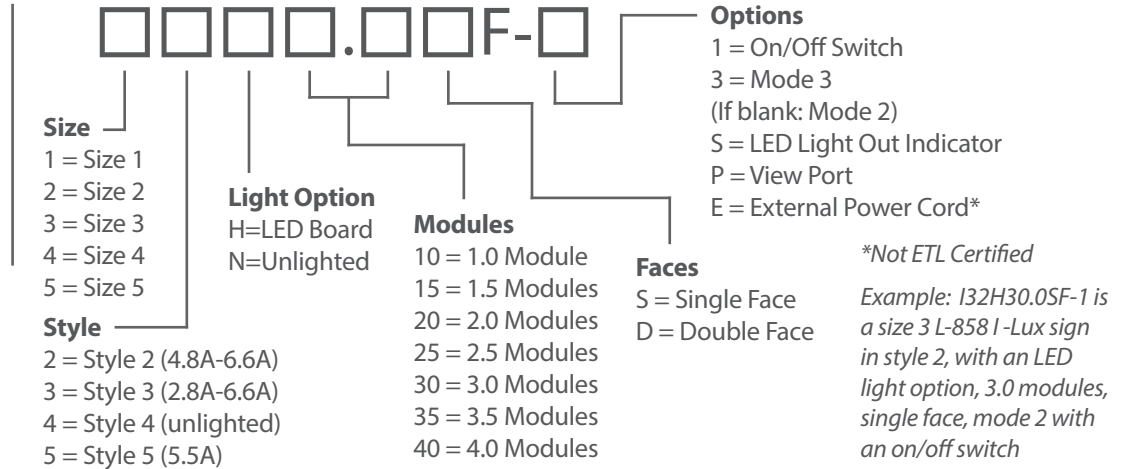 .F-
Options
1 = On/Off Switch
3 = Mode 3
(If blank: Mode 2)
S = LED Light Out Indicator
P = View Port
E = External Power Cord*
Size
1 = Size 1
2 = Size 2
3 = Size 3
4 = Size 4
5 = Size 5
Style
2 = Style 2 (4.8A-6.6A)
3 = Style 3 (2.8A-6.6A)
4 = Style 4 (unlighted)
5 = Style 5 (5.5A)
Light Option
H=LED Board
N=Unlighted
Modules
10 = 1.0 Module
15 = 1.5 Modules
20 = 2.0 Modules
25 = 2.5 Modules
30 = 3.0 Modules
35 = 3.5 Modules
40 = 4.0 Modules
Faces
S = Single Face
D = Double Face
*Not ETL Certified
Example: I32H30.0SF-1 is
a size 3 L-858 I -Lux sign
in style 2, with an LED
light option, 3.0 modules,
single face, mode 2 with
an on/off switch